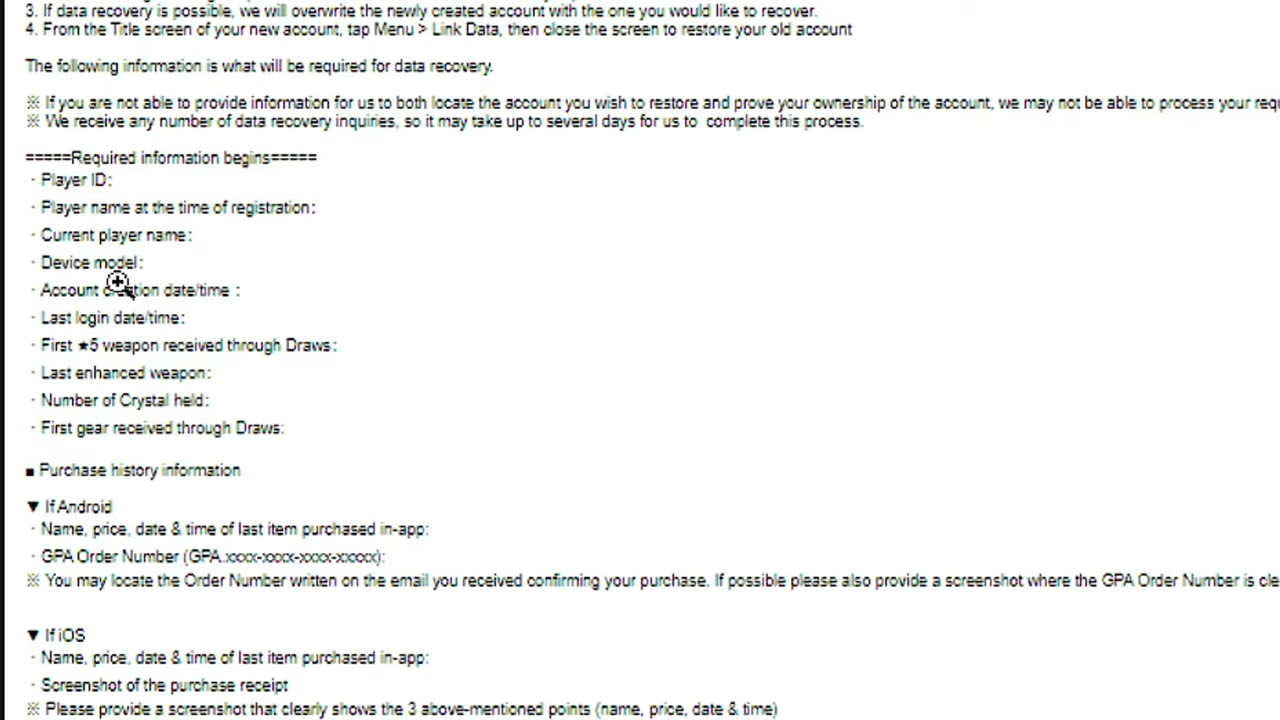 3. If data recovery is possible, we will overwrite the newly created account with the one you would like to recover.
4. From the Title screen of your new account, tap Menu > Link Data, then close the screen to restore your old account
The following information is what will be required for data recovery.
※ If you are not able to provide information for us to both locate the account you wish to restore and prove your ownership of the account, we may not be able to process your requ
※ We receive any number of data recovery inquiries, so it may take up to several days for us to  complete this process.
=====Required information begins=====
・Player ID:
・Player name at the time of registration:
・Current player name:
・Device model:
・Account date/time :
・Last login date/time:
・First ★5 weapon received through Draws:
・Last enhanced weapon:
・Number of Crystal held:
・First gear received through Draws:
■ Purchase history information
▼ If Android
・Name, price, date & time of last item purchased in-app:
・GPA Order Number (GPA.xxxx-xxxx-xxxx-xxxxx):
※ You may locate the Order Number written on the email you received confirming your purchase. If possible please also provide a screenshot where the GPA Order Number is cle
▼ If iOS
・Name, price, date & time of last item purchased in-app:
・Screenshot of the purchase receipt
※ Please provide a screenshot that clearly shows the 3 above-mentioned points (name, price, date & time)